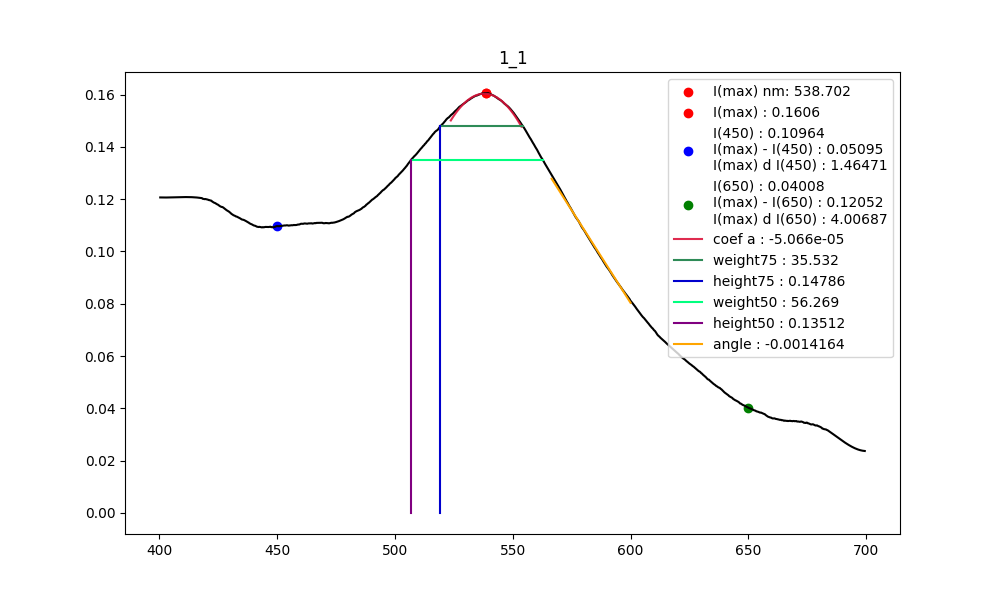 1_1
I(max) nm: 538.702
I(max) : 0.1606
I(450) : 0.10964
I(max) - I(450) : 0.05095
I(max) d I(450) : 1.46471
I(650) : 0.04008
I(max) - I(650) : 0.12052
I(max) d I(650) : 4.00687
coef a : -5.066e-05
weight75 : 35.532
height75 : 0.14786
weight50 : 56.269
height50 : 0.13512
angle : -0.0014164
0.16
0.14
0.12
0.10
0.08
0.06
0.04
0.02
0.00
400 450 500 550 600 650 700